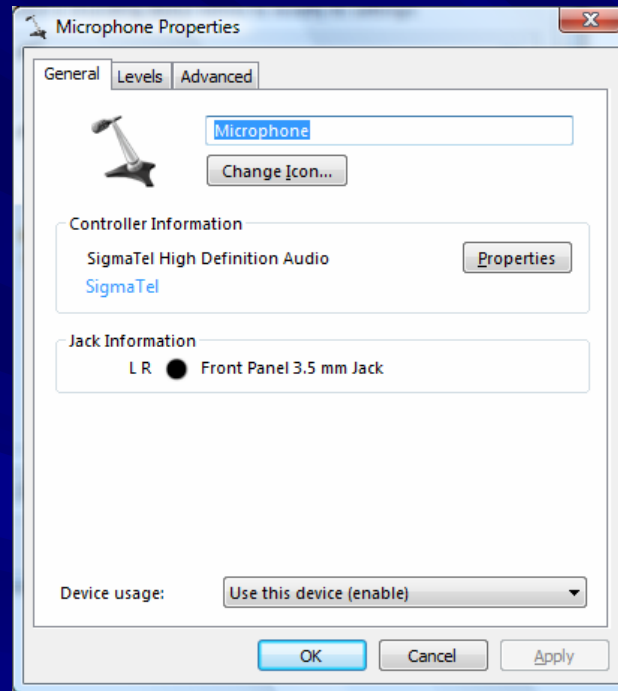 Microphone Properties
General Levels Advanced
Microphone
Change Icon...
Controller Information
SigmaTel High Definition Audio
Properties
SigmaTel
Jack Information
L R Front Panel 3.5 mm Jack
Device usage:
Use this device (enable)
OK Cancel Apply